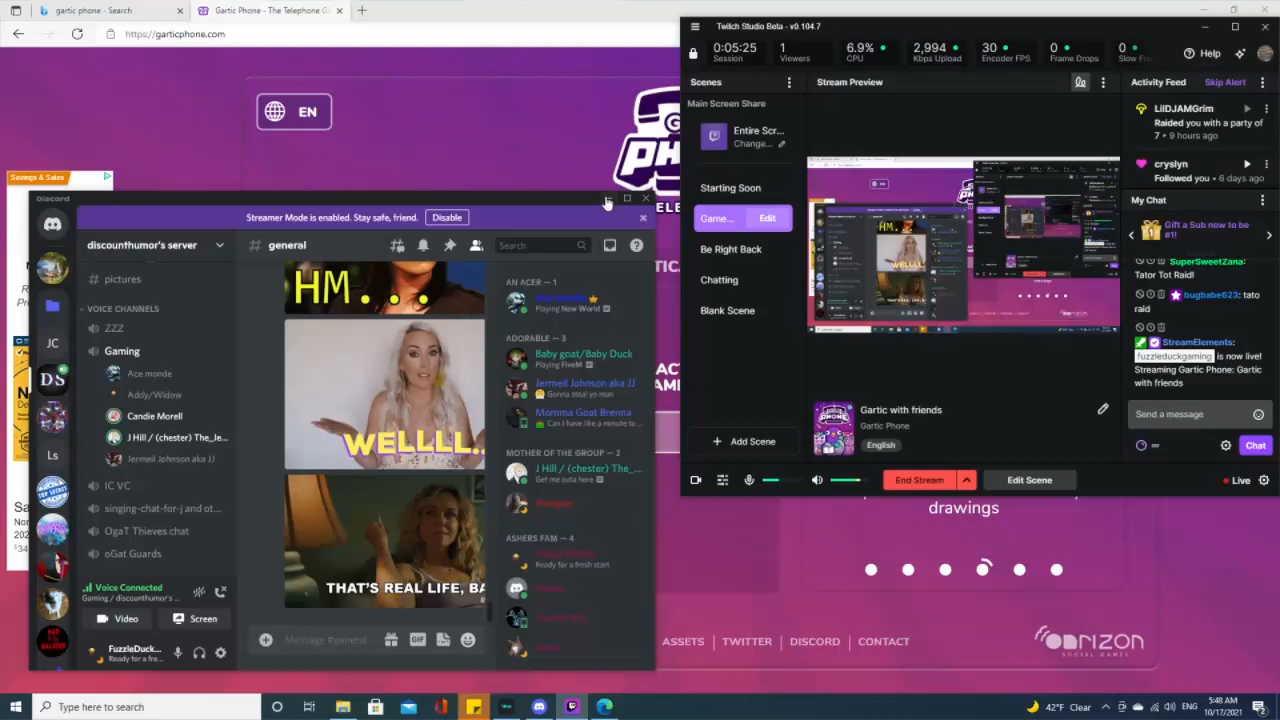 gartic phone - Search
Gartic Phone - The Telephone G
https://garticphone.com
EN
Savings & Sales
Discord
Streamer Mode is enabled. Stay safe, friend.
Disable
discounthumor's server
general
Search
pictures
VOICE CHANNELS
ZZZ
Gaming
Ace monde
Addy/Widow
Candie Morell
J Hill / (chester) The_Je...
Jermeil Johnson aka JJ
IC VC
singing-chat-for-j and ot...
OgaT Thieves chat
oGat Guards
Voice Connected
Gaming / discounthumor's...
Video
Screen
FuzzleDuck...
Ready for a fre...
JC
DS
Ls
TOP SECRET
HM...
WELLLL..
THAT'S REAL LIFE, BA
Message #general
GIF
AN ACER — 1
Playing New World
ADORABLE — 3
Baby goat/Baby Duck
Playing FiveM
Jermeil Johnson aka JJ
Gonna steal yo man
Momma Goat Brenna
Can I have like a minute to ...
MOTHER OF THE GROUP — 2
J Hill / (chester) The_...
Get me outa here
ASHERS FAM — 4
Ready for a fresh start
Twitch Studio Beta - v0.104.7
0:05:25
Session
1
Viewers
6.9%
CPU
2,994
Kbps Upload
30
Encoder FPS
0
Frame Drops
0
Slow Fr
Help
Scenes
Stream Preview
Activity Feed
Skip Alert
Main Screen Share
Entire Scr...
Change...
Starting Soon
Game...
Edit
Be Right Back
Chatting
Blank Scene
Add Scene
LilDJAMGrim
Raided you with a party of
7 • 9 hours ago
cryslyn
Followed you • 6 days ago
My Chat
Gift a Sub now to be
#1!
SuperSweetZana:
Tator Tot Raid!
bugbabe623: tato
raid
StreamElements:
fuzzleduckgaming is now live!
Streaming Gartic Phone: Gartic
with friends
Send a message
Chat
Gartic with friends
Gartic Phone
English
End Stream
Edit Scene
Live
drawings
ASSETS
TWITTER
DISCORD
CONTACT
ONRIZON
SOCIAL GAMES
Type here to search
42°F Clear
ENG
5:48 AM
10/17/2021
2